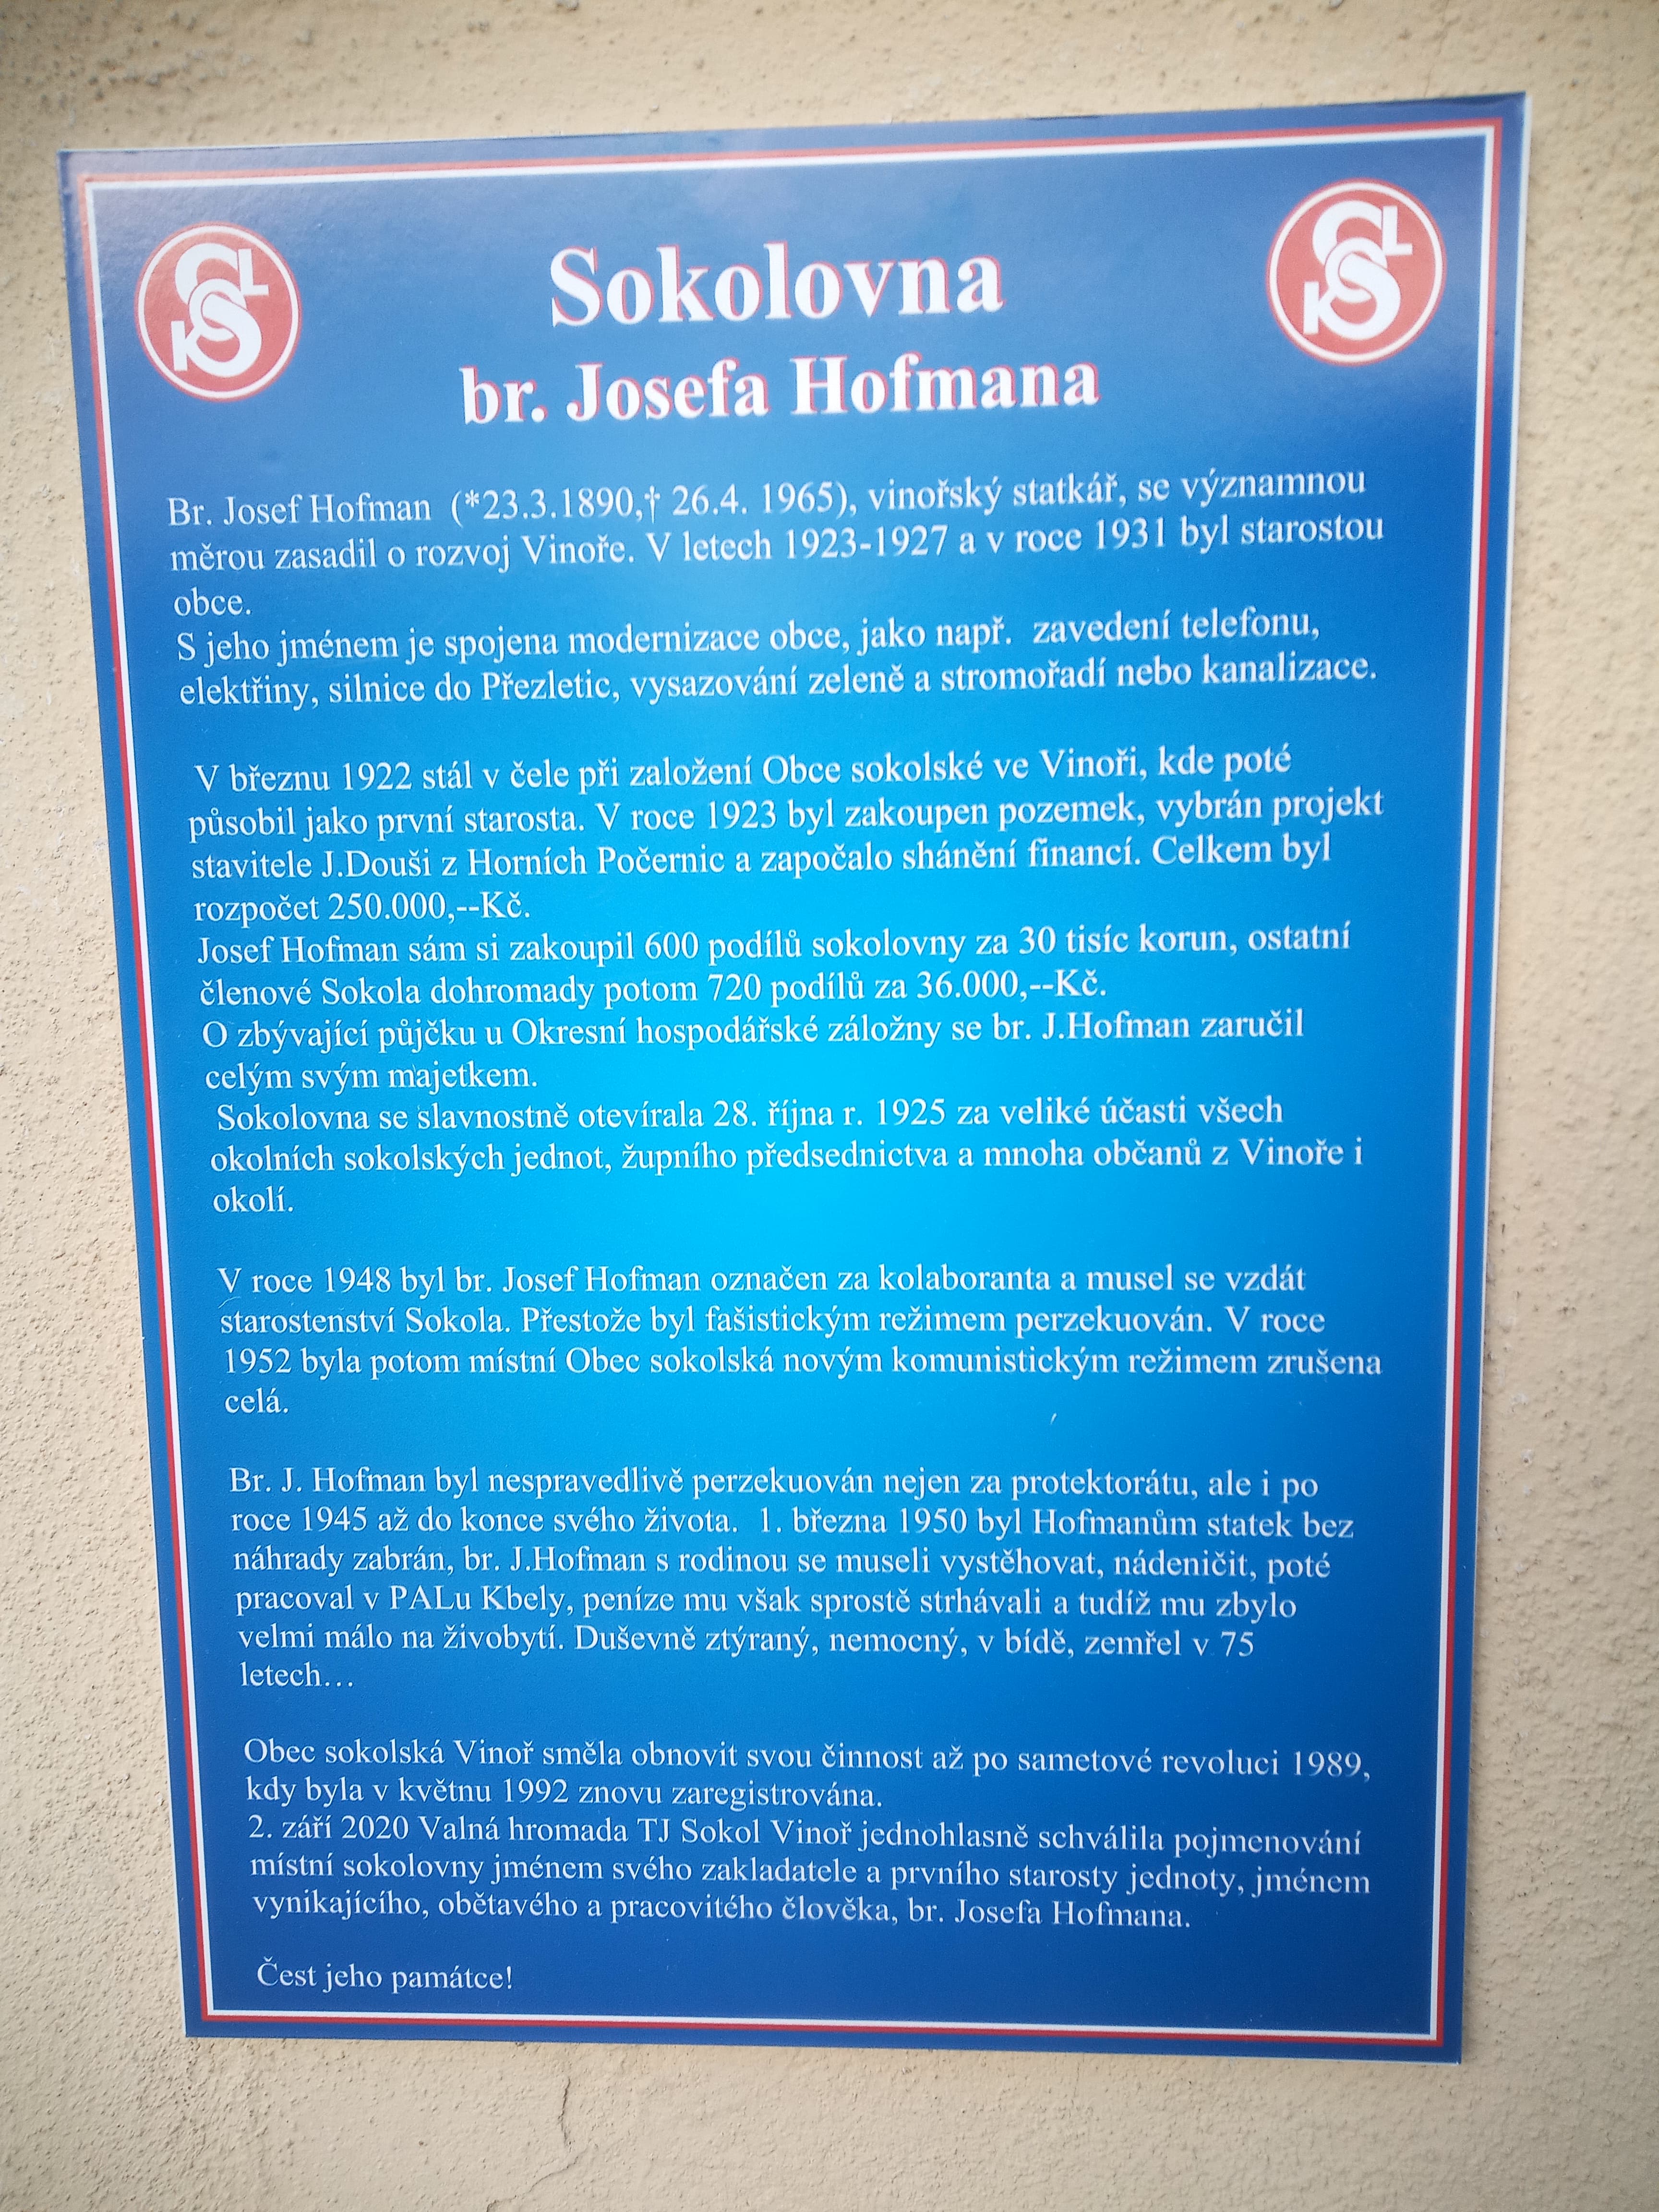 Sokolovna
br. Josefa Hofmana
Br. Josef Hofman (*23.3.1890,† 26.4. 1965), vinořský statkář, se významnou
měrou zasadil o rozvoj Vinoře. V letech 1923-1927 a v roce 1931 byl starostou
obce.
S jeho jménem je spojena modernizace obce, jako např. zavedení telefonu,
elektřiny, silnice do Přezletic, vysazování zeleně a stromořadí nebo kanalizace.
V březnu 1922 stál v čele při založení Obce sokolské ve Vinoři, kde poté
působil jako první starosta. V roce 1923 byl zakoupen pozemek, vybrán projekt
stavitele J.Douši z Horních Počernic a započalo shánění financí. Celkem byl
rozpočet 250.000,--Kč.
Josef Hofman sám si zakoupil 600 podílů sokolovny za 30 tisíc korun, ostatní
členové Sokola dohromady potom 720 podílů za 36.000,--Kč.
O zbývající půjčku u Okresní hospodářské záložny se br. J.Hofman zaručil
celým svým majetkem.
Sokolovna se slavnostně otevírala 28. října r. 1925 za veliké účasti všech
okolních sokolských jednot, župního předsednictva a mnoha občanů z Vinoře i
okolí.
V roce 1948 byl br. Josef Hofman označen za kolaboranta a musel se vzdát
starostenství Sokola. Přestože byl fašistickým režimem perzekuován. V roce
1952 byla potom místní Obec sokolská novým komunistickým režimem zrušena
celá.
Br. J. Hofman byl nespravedlivě perzekuován nejen za protektorátu, ale i po
roce 1945 až do konce svého života. 1. března 1950 byl Hofmanům statek bez
náhrady zabrán, br. J.Hofman s rodinou se museli vystěhovat, nádeničit, poté
pracoval v PALu Kbely, peníze mu však sprostě strhávali a tudíž mu zbylo
velmi málo na živobytí. Duševně ztýraný, nemocný, v bídě, zemřel v 75
letech…
Obec sokolská Vinoř směla obnovit svou činnost až po sametové revoluci 1989,
kdy byla v květnu 1992 znovu zaregistrována.
2. září 2020 Valná hromada TJ Sokol Vinoř jednohlasně schválila pojmenování
místní sokolovny jménem svého zakladatele a prvního starosty jednoty, jménem
vynikajícího, obětavého a pracovitého člověka, br. Josefa Hofmana.
Čest jeho památce!